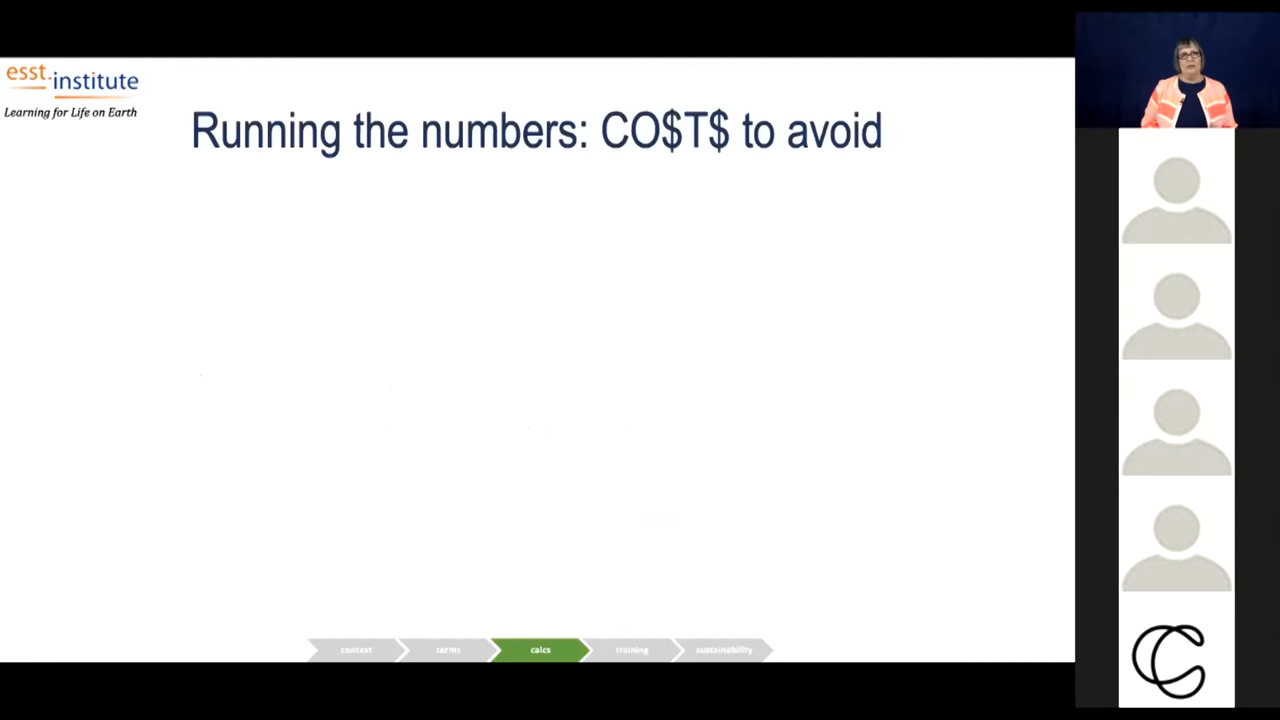 esst.institute
Learning for Life on Earth
Running the numbers: CO$T$ to avoid
context terms calcs training sustainability